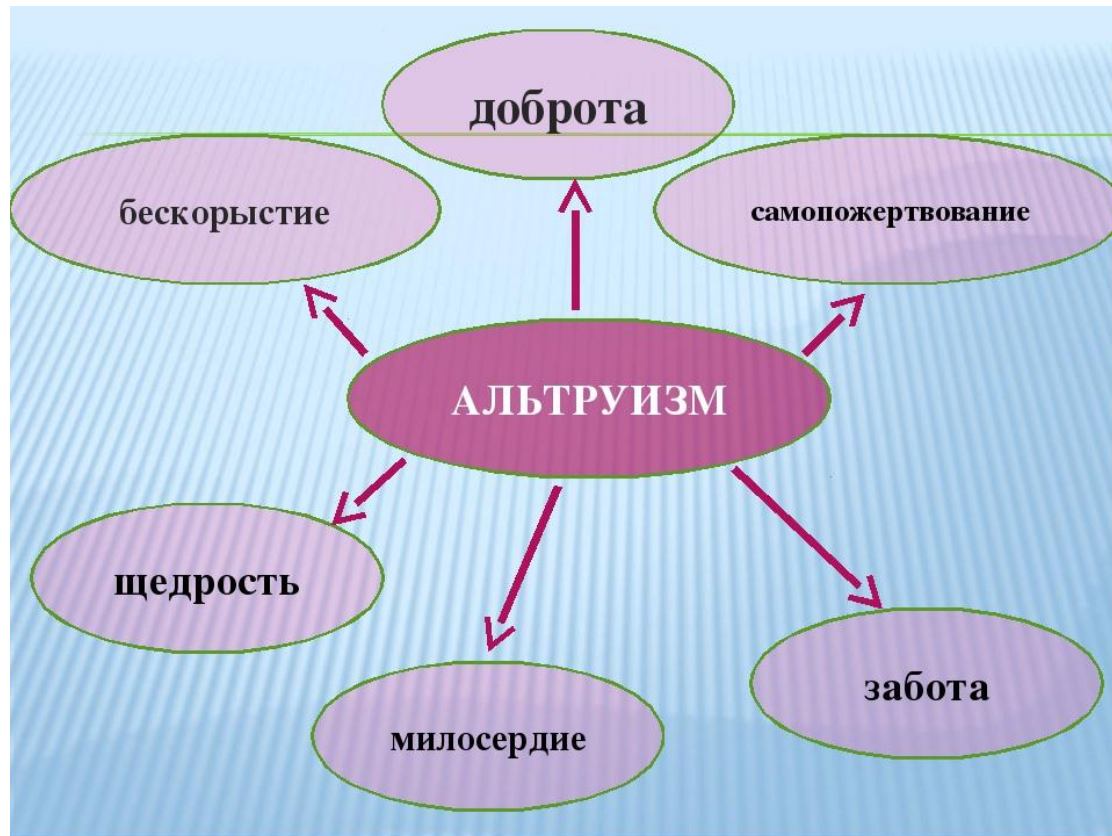 доброта
бескорыстие
самопожертвование
АЛЬТРУИЗМ
щедрость
милосердие
забота